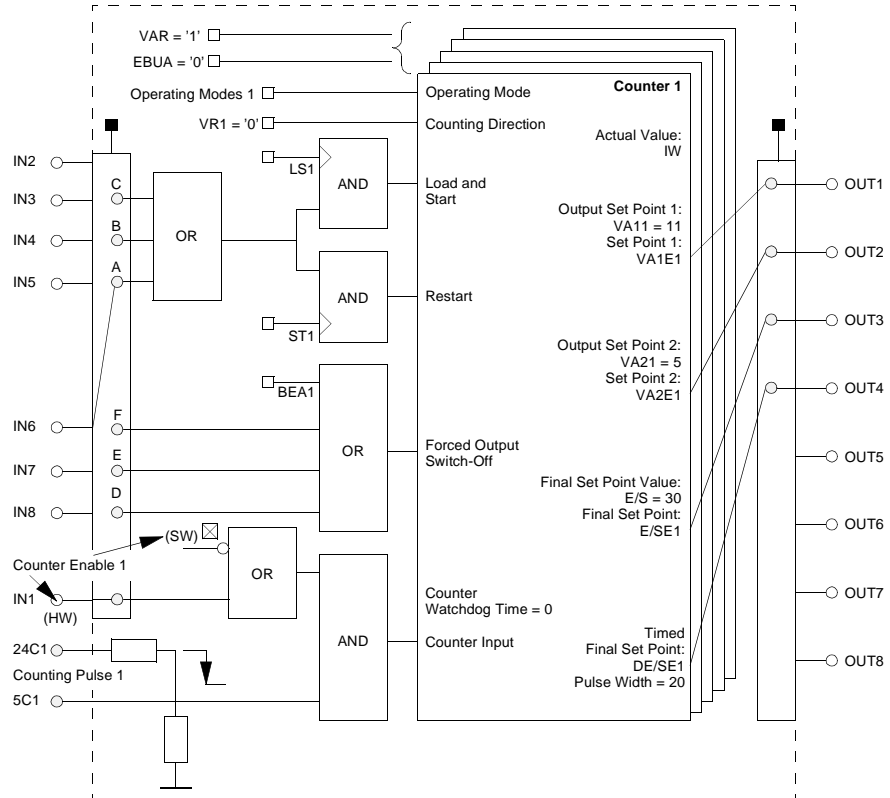 VAR = '1'
EBUA = '0'
Operating Modes 1
VR1 = '0'
Operating Mode
Counter 1
Counting Direction
Actual Value:
IW
IN2
IN3
IN4
IN5
C
B
A
OR
LS1
AND
Load and
Start
Output Set Point 1:
VA11 = 11
Set Point 1:
VA1E1
OUT1
OUT2
AND
Restart
ST1
OUT3
Output Set Point 2:
VA21 = 5
Set Point 2:
VA2E1
BEA1
OUT4
IN6
IN7
IN8
F
E
D
OR
Forced Output
Switch-Off
OUT5
Final Set Point Value:
E/S = 30
Final Set Point:
E/SE1
OUT6
(SW)
Counter Enable 1
OR
IN1
(HW)
Counter
Watchdog Time = 0
OUT7
AND
Counter Input
24C1
Counting Pulse 1
5C1
Timed
Final Set Point:
DE/SE1
Pulse Width = 20
OUT8